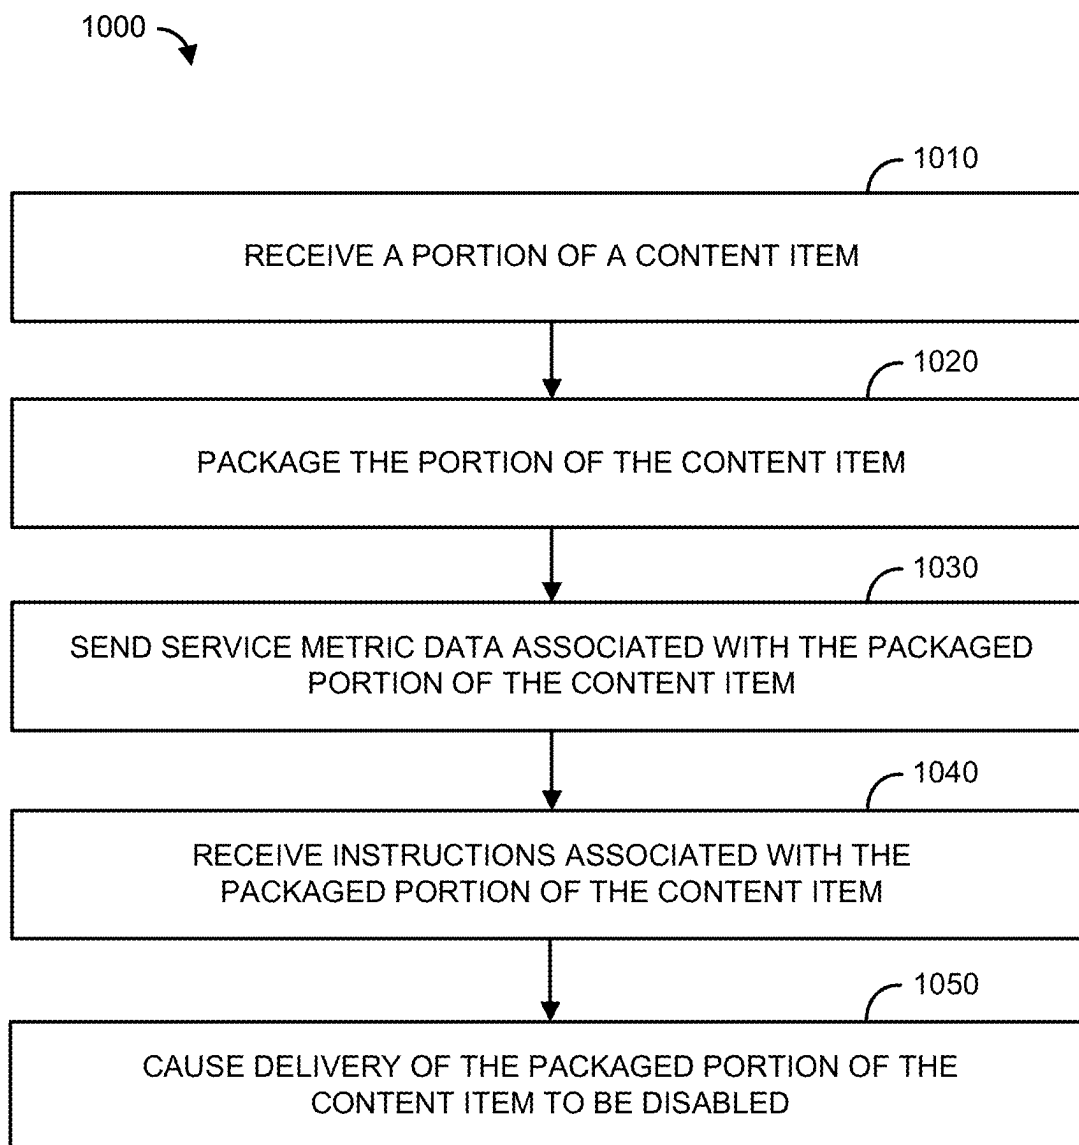 1000
1010
RECEIVE A PORTION OF A CONTENT ITEM
1020
PACKAGE THE PORTION OF THE CONTENT ITEM
1030
SEND SERVICE METRIC DATA ASSOCIATED WITH THE PACKAGED
PORTION OF THE CONTENT ITEM
1040
RECEIVE INSTRUCTIONS ASSOCIATED WITH THE
PACKAGED PORTION OF THE CONTENT ITEM
1050
CAUSE DELIVERY OF THE PACKAGED PORTION OF THE
CONTENT ITEM TO BE DISABLED